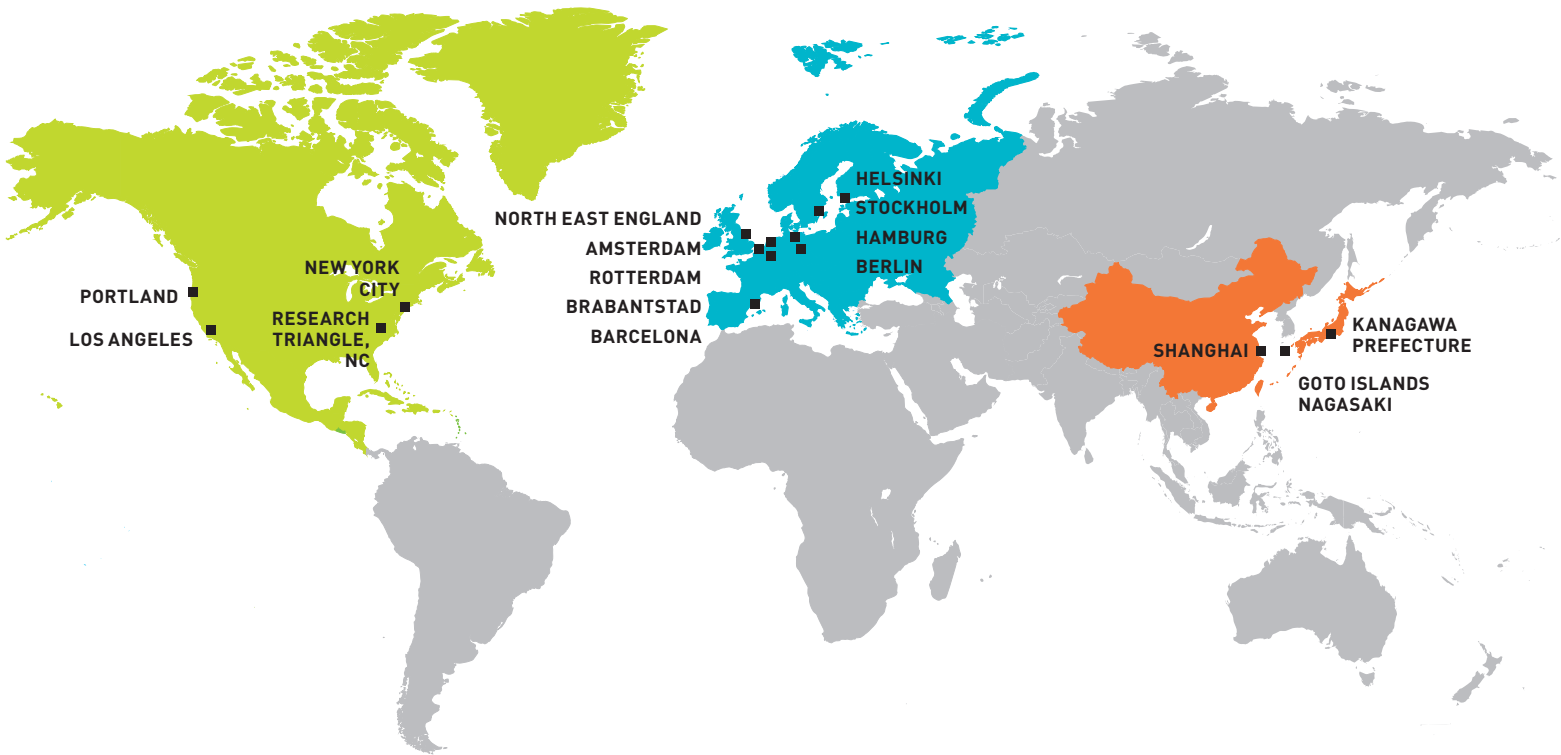 PORTLAND
LOS ANGELES
NEW YORK
CITY
RESEARCH
TRIANGLE,
NC
NORTH EAST ENGLAND
AMSTERDAM
ROTTERDAM
BRABANTSTAD
BARCELONA
HELSINKI
STOCKHOLM
HAMBURG
BERLIN
SHANGHAI
KANAGAWA
PREFECTURE
GOTO ISLANDS
NAGASAKI